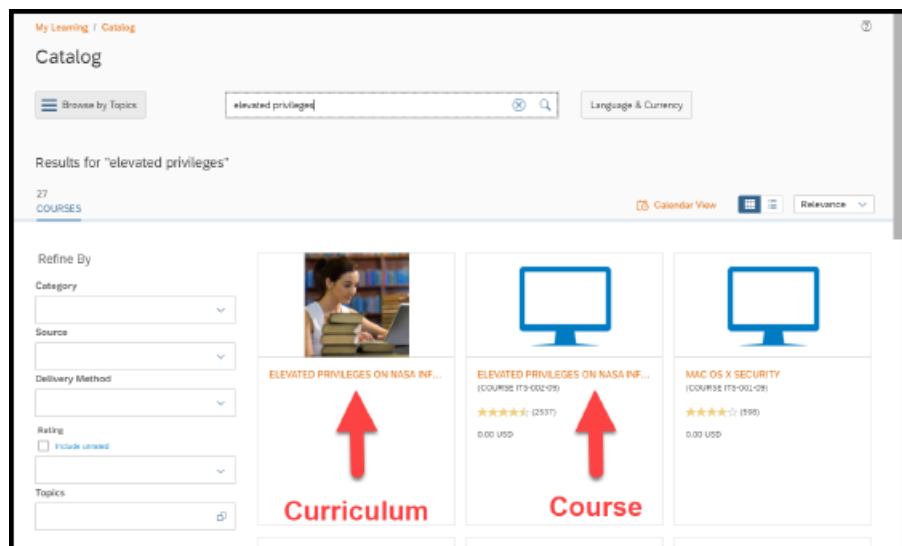 My Learning / Catalog
Catalog
Browse by Topics
elevated privileges
Language & Currency
Results for "elevated privileges"
27
COURSES
Calendar View
Relevance
Refine By
Category
Source
Delivery Method
Rating
Include unrated
Topics
ELEVATED PRIVILEGES ON NASA INF...
Curriculum
ELEVATED PRIVILEGES ON NASA INF...
(COURSE ITS-002-09)
(2537)
0.00 USD
Course
MAC OS X SECURITY
(COURSE ITS-001-09)
(598)
0.00 USD